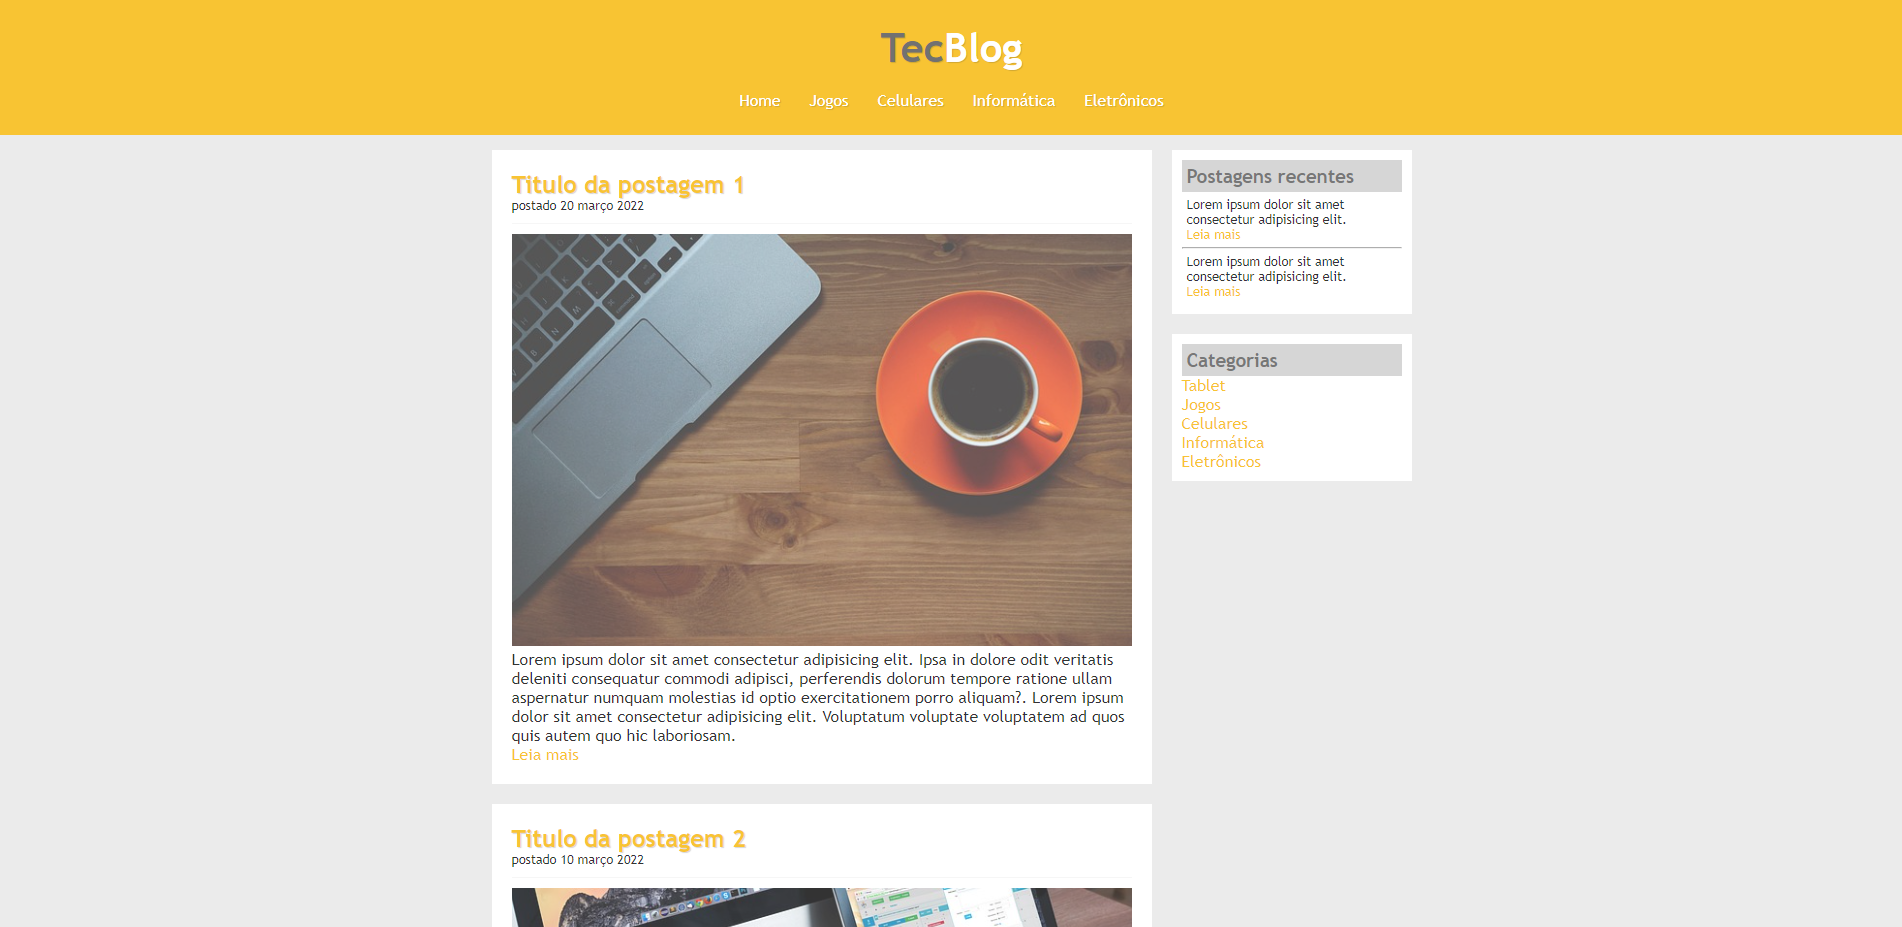 TecBlog
Home Jogos Celulares Informática Eletrônicos
Titulo da postagem 1
postado 20 março 2022
Lorem ipsum dolor sit amet consectetur adipisicing elit. Ipsa in dolore odit veritatis
deleniti consequatur commodi adipisci, perferendis dolorum tempore ratione ullam
aspernatur numquam molestias id optio exercitationem porro aliquam?. Lorem ipsum
dolor sit amet consectetur adipisicing elit. Voluptatum voluptate voluptatem ad quos
quis autem quo hic laboriosam.
Leia mais
Titulo da postagem 2
postado 10 março 2022
Postagens recentes
Lorem ipsum dolor sit amet
consectetur adipisicing elit.
Leia mais
Lorem ipsum dolor sit amet
consectetur adipisicing elit.
Leia mais
Categorias
Tablet
Jogos
Celulares
Informática
Eletrônicos